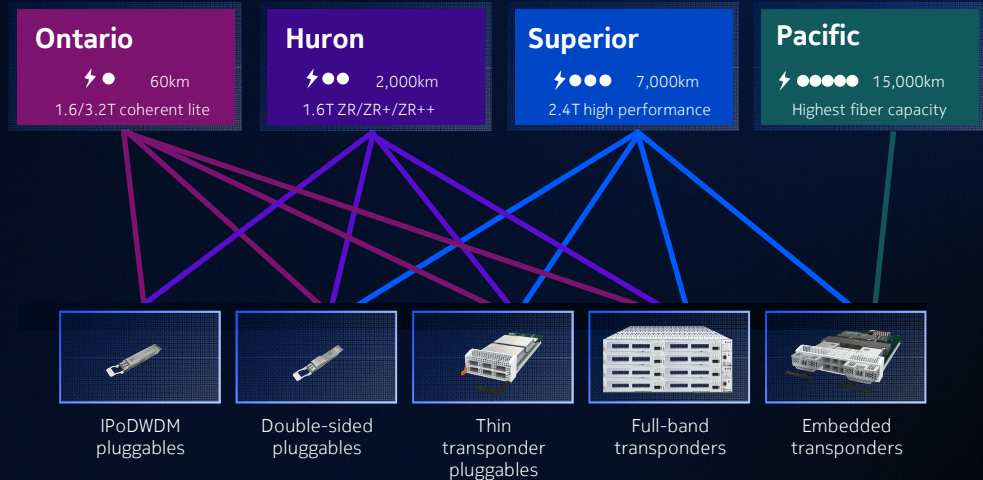 Ontario
60km
1.6/3.2T coherent lite
Huron
2,000km
1.6T ZR/ZR+/ZR++
Superior
7,000km
2.4T high performance
Pacific
15,000km
Highest fiber capacity
IPoDWDM
pluggables
Double-sided
pluggables
Thin
transponder
pluggables
Full-band
transponders
Embedded
transponders